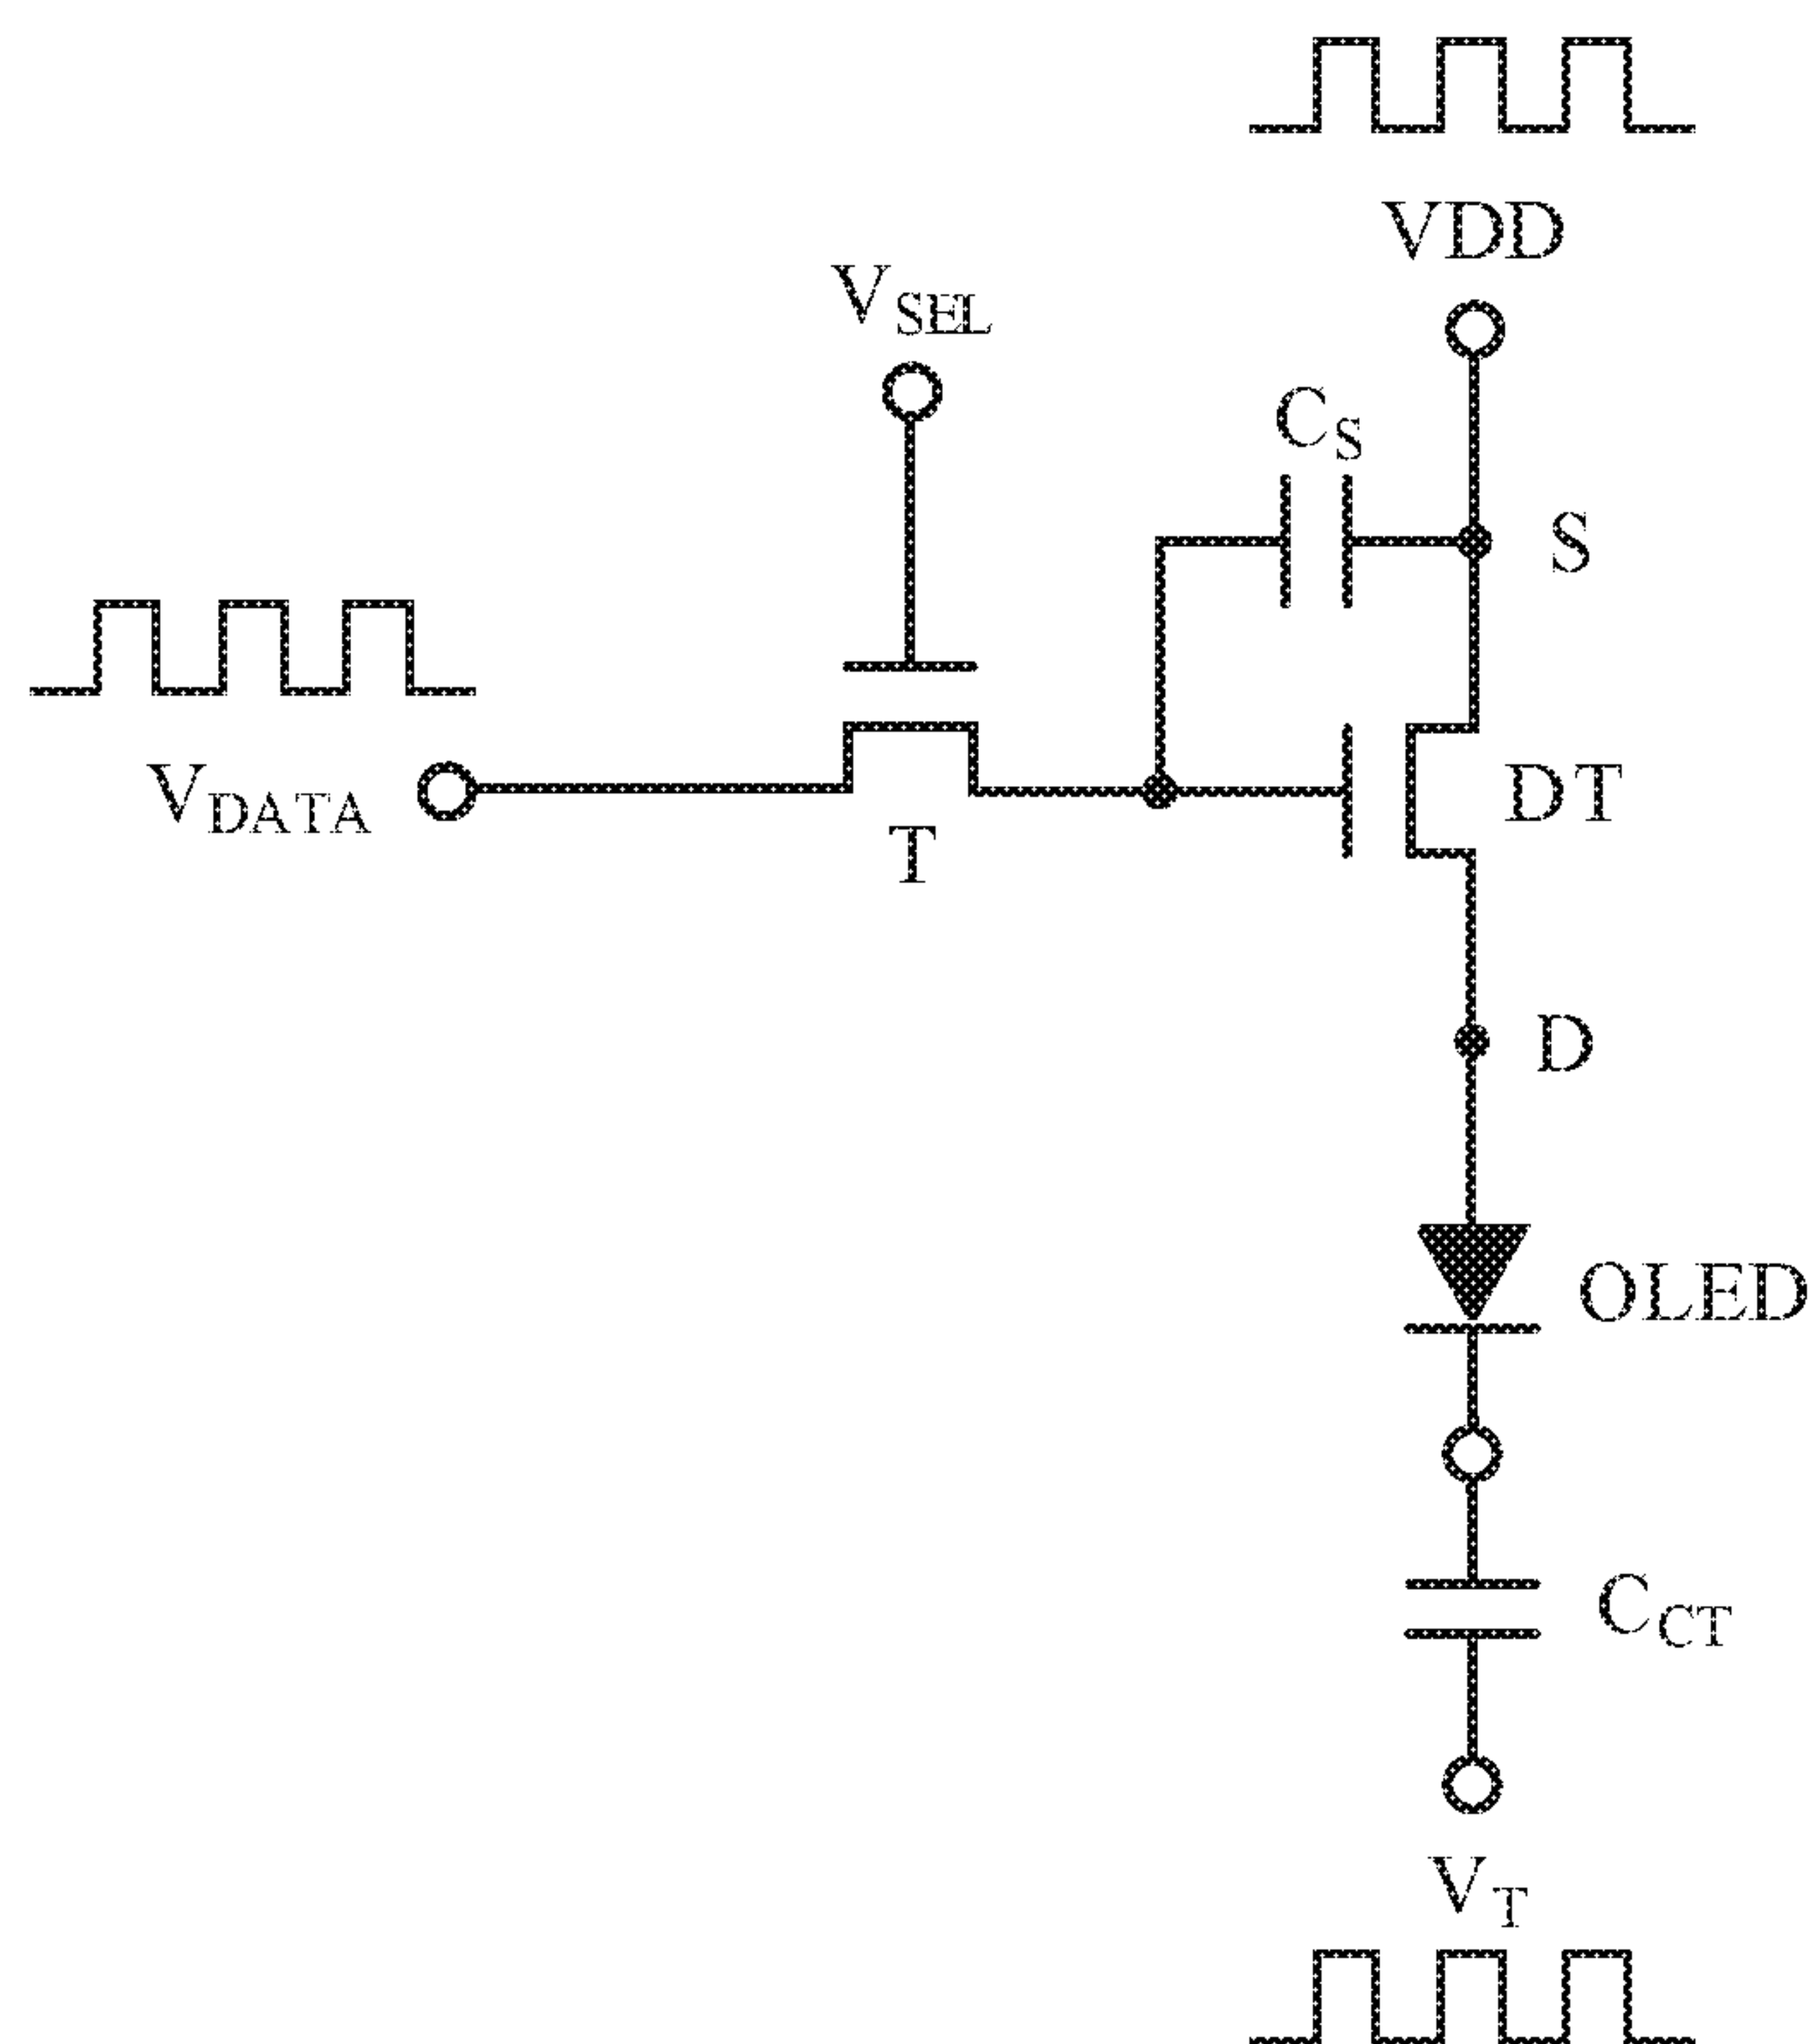 VDD
V_SEL
C_S
S
V_DATA
T
DT
D
OLED
C_CT
V_T